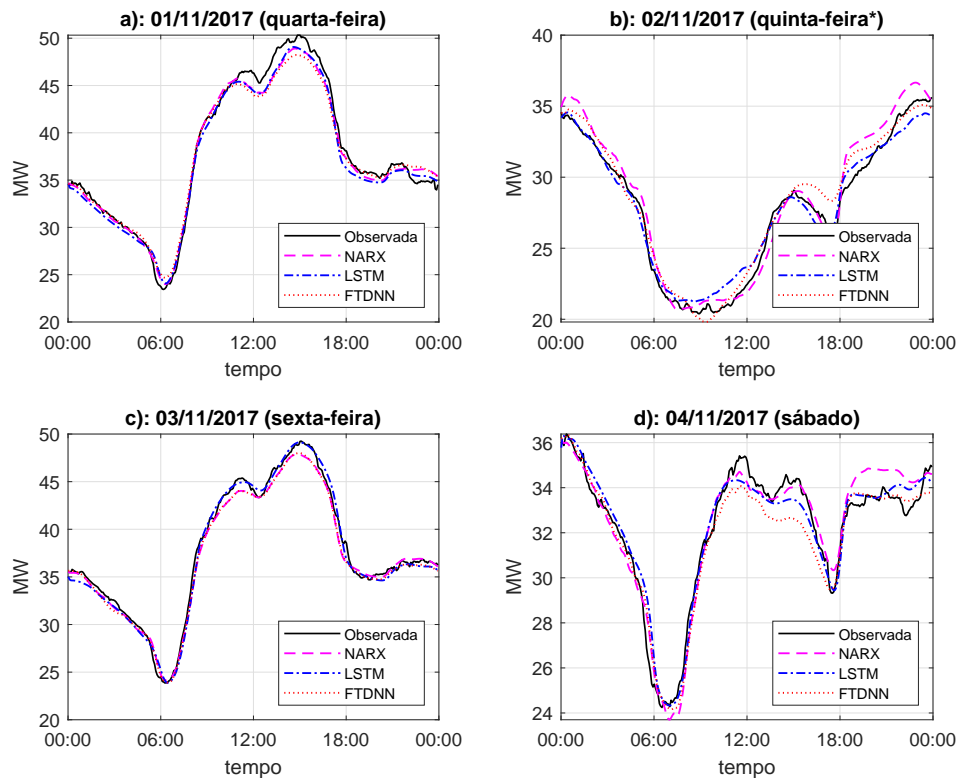 a): 01/11/2017 (quarta-feira)
50
45
40
35
30
25
20
MW
00:00 06:00 12:00 18:00 00:00
tempo
Observada
NARX
LSTM
FTDNN
b): 02/11/2017 (quinta-feira*)
40
35
30
25
20
MW
00:00 06:00 12:00 18:00 00:00
tempo
Observada
NARX
LSTM
FTDNN
c): 03/11/2017 (sexta-feira)
50
45
40
35
30
25
20
MW
00:00 06:00 12:00 18:00 00:00
tempo
Observada
NARX
LSTM
FTDNN
d): 04/11/2017 (sábado)
36
34
32
30
28
26
24
MW
00:00 06:00 12:00 18:00 00:00
tempo
Observada
NARX
LSTM
FTDNN